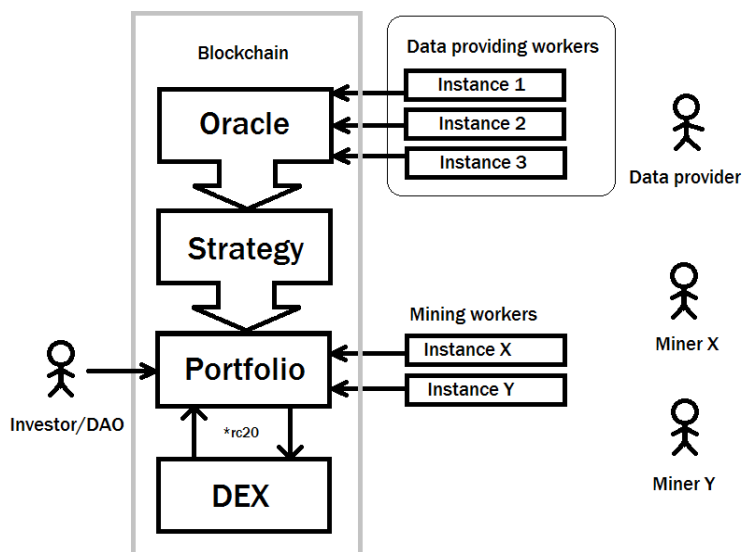 Blockchain
Data providing workers
Oracle
Instance 1
Instance 2
Instance 3
Data provider
Strategy
Mining workers
Portfolio
Instance X
Instance Y
Miner X
Investor/DAO
*rc20
DEX
Miner Y